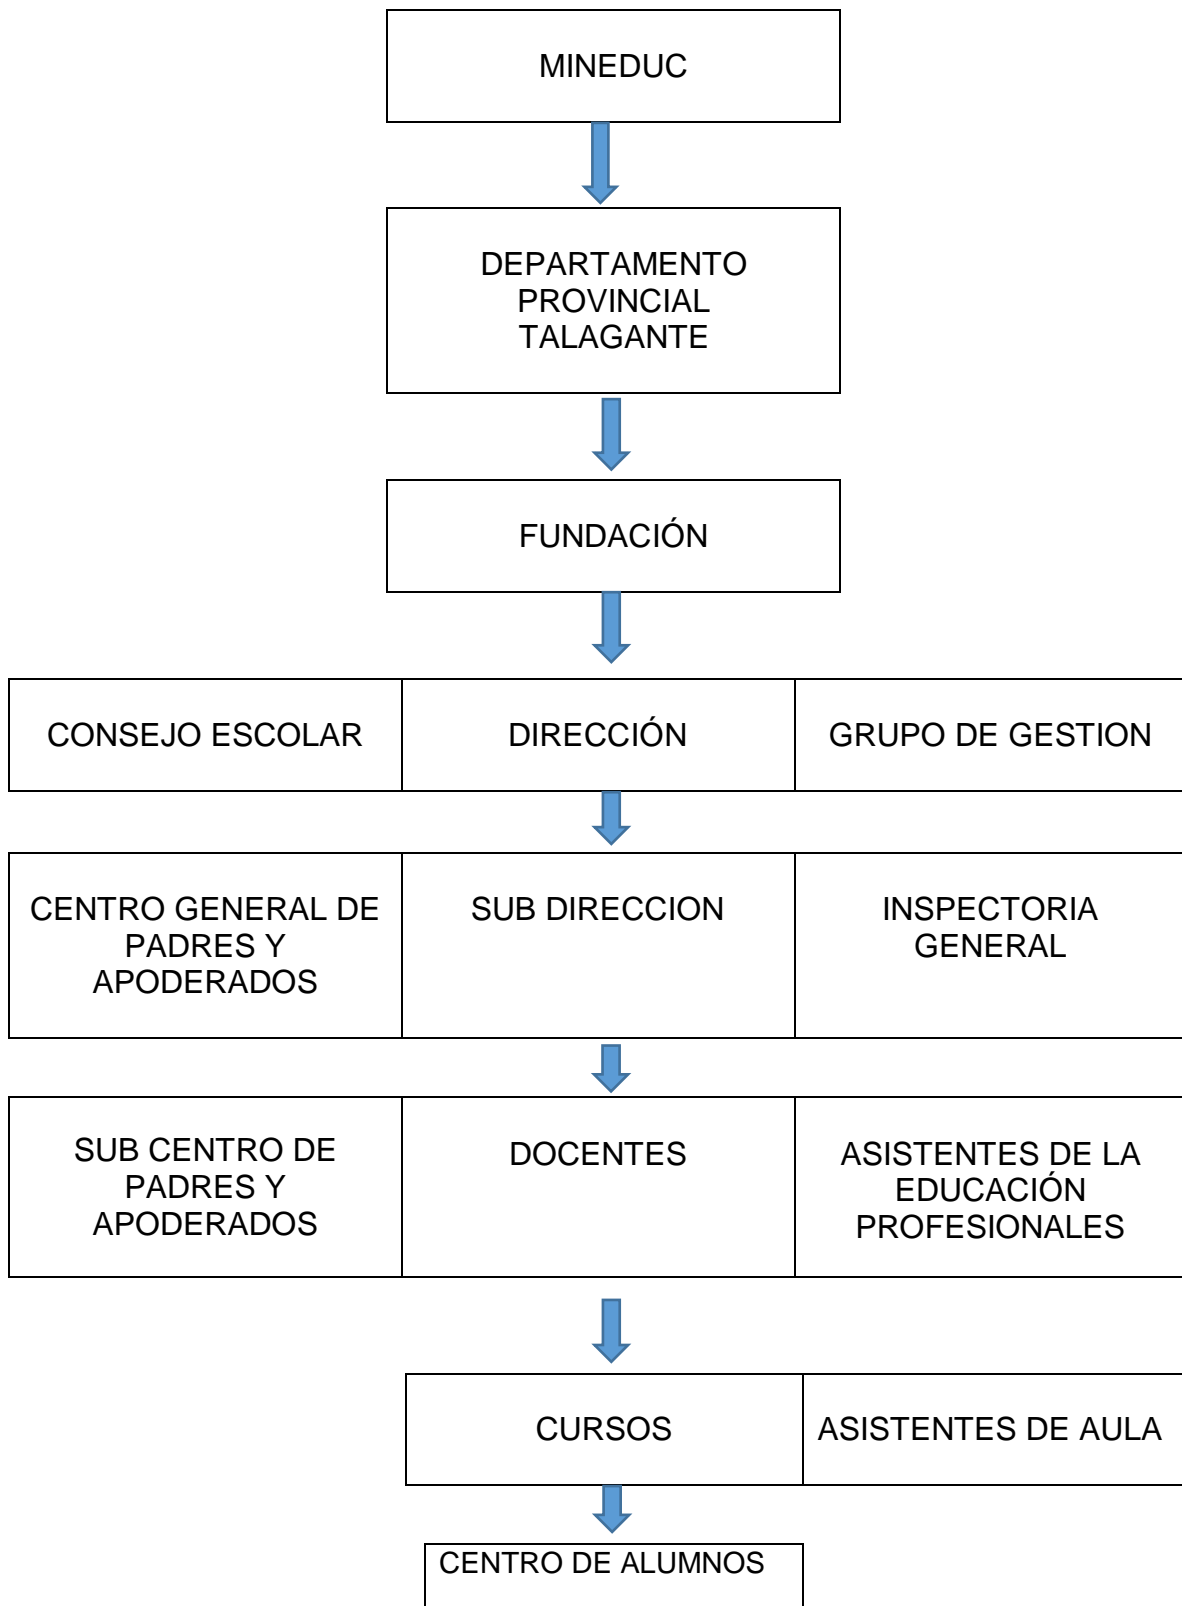 MINEDUC
DEPARTAMENTO
PROVINCIAL
TALAGANTE
FUNDACIÓN
CONSEJO ESCOLAR
DIRECCIÓN
GRUPO DE GESTION
CENTRO GENERAL DE
PADRES Y
APODERADOS
SUB DIRECCION
INSPECTORIA
GENERAL
SUB CENTRO DE
PADRES Y
APODERADOS
DOCENTES
ASISTENTES DE LA
EDUCACIÓN
PROFESIONALES
CURSOS
ASISTENTES DE AULA
CENTRO DE ALUMNOS